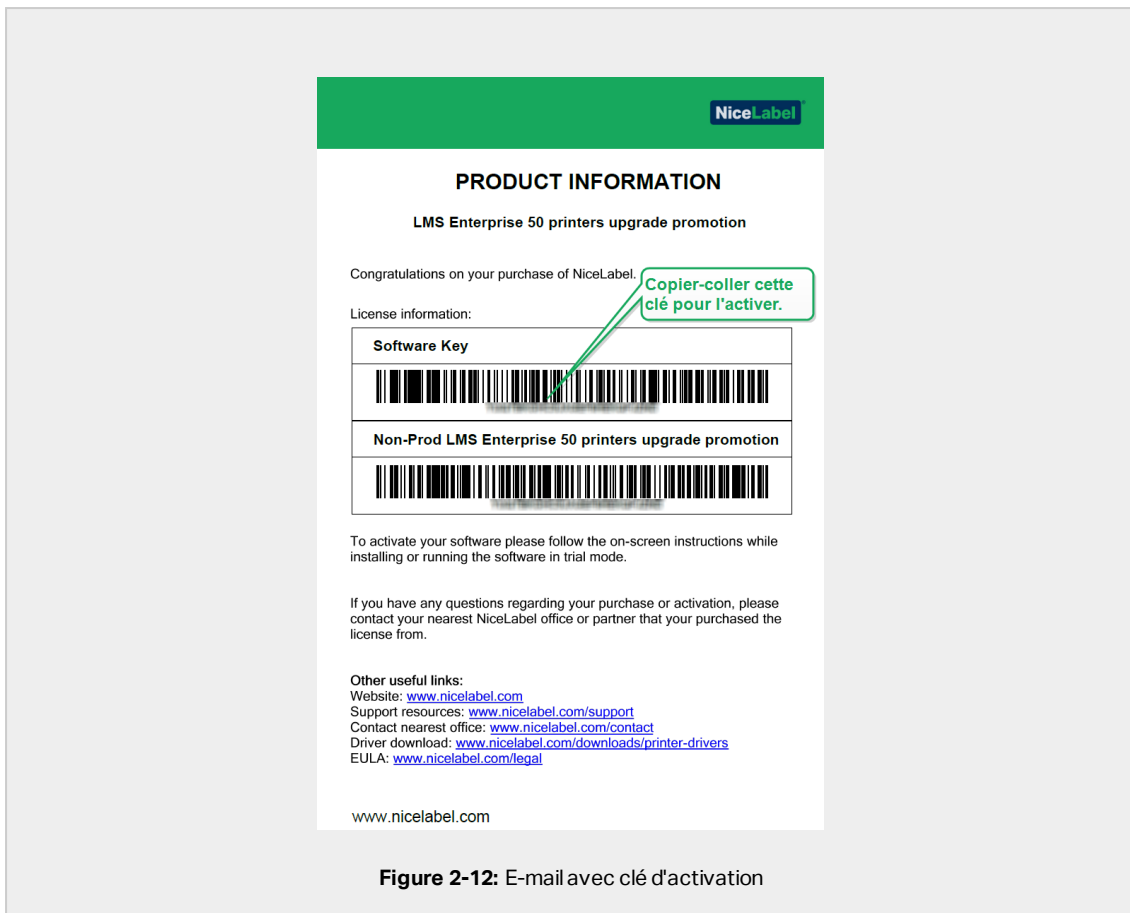 NiceLabel
PRODUCT INFORMATION
LMS Enterprise 50 printers upgrade promotion
Congratulations on your purchase of NiceLabel.
Copier-coller cette
clé pour l'activer.
License information:
Software Key
Non-Prod LMS Enterprise 50 printers upgrade promotion
To activate your software please follow the on-screen instructions while
installing or running the software in trial mode.
If you have any questions regarding your purchase or activation, please
contact your nearest NiceLabel office or partner that your purchased the
license from.
Other useful links:
Website: www.nicelabel.com
Support resources: www.nicelabel.com/support
Contact nearest office: www.nicelabel.com/contact
Driver download: www.nicelabel.com/downloads/printer-drivers
EULA: www.nicelabel.com/legal
www.nicelabel.com
Figure 2-12: E-mail avec clé d'activation